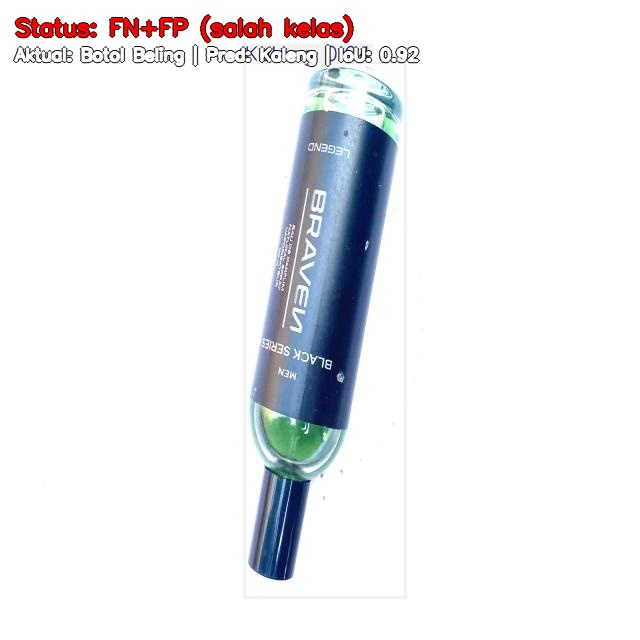 Status: FN+FP (salah kelas)
Aktual: Botol Beling | Pred: Kaleng | IoU: 0.92
LEGEND
BRAVEN
BLACK SERIES
MEN